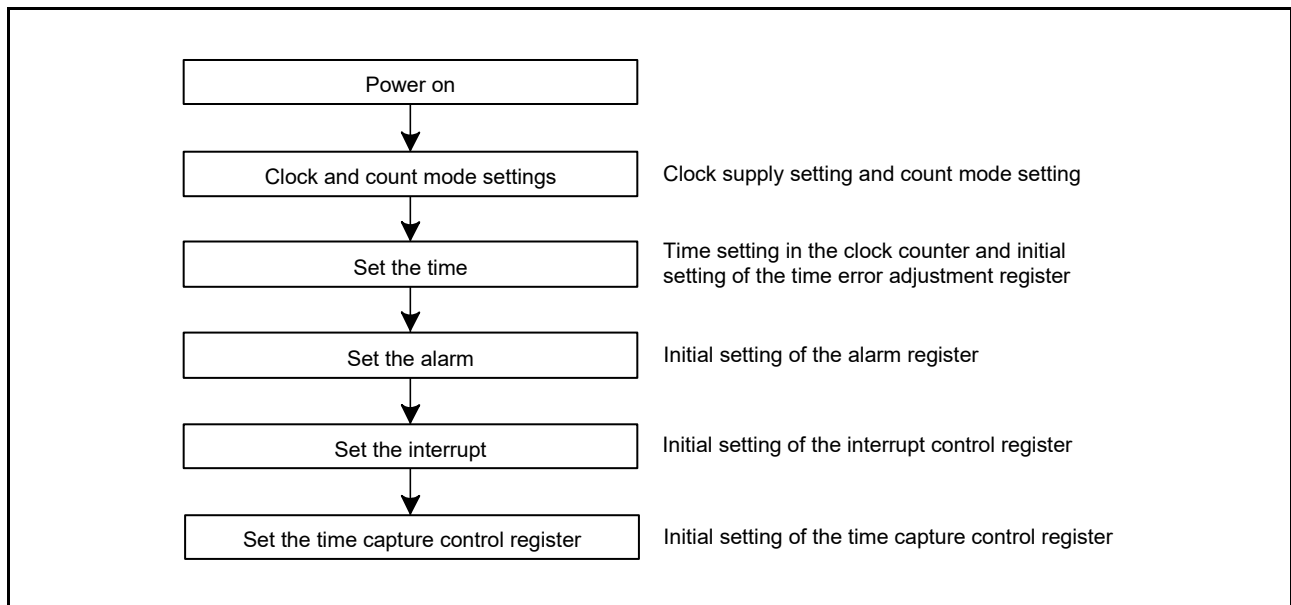 Power on
Clock and count mode settings
Clock supply setting and count mode setting
Set the time
Time setting in the clock counter and initial
setting of the time error adjustment register
Set the alarm
Initial setting of the alarm register
Set the interrupt
Initial setting of the interrupt control register
Set the time capture control register
Initial setting of the time capture control register